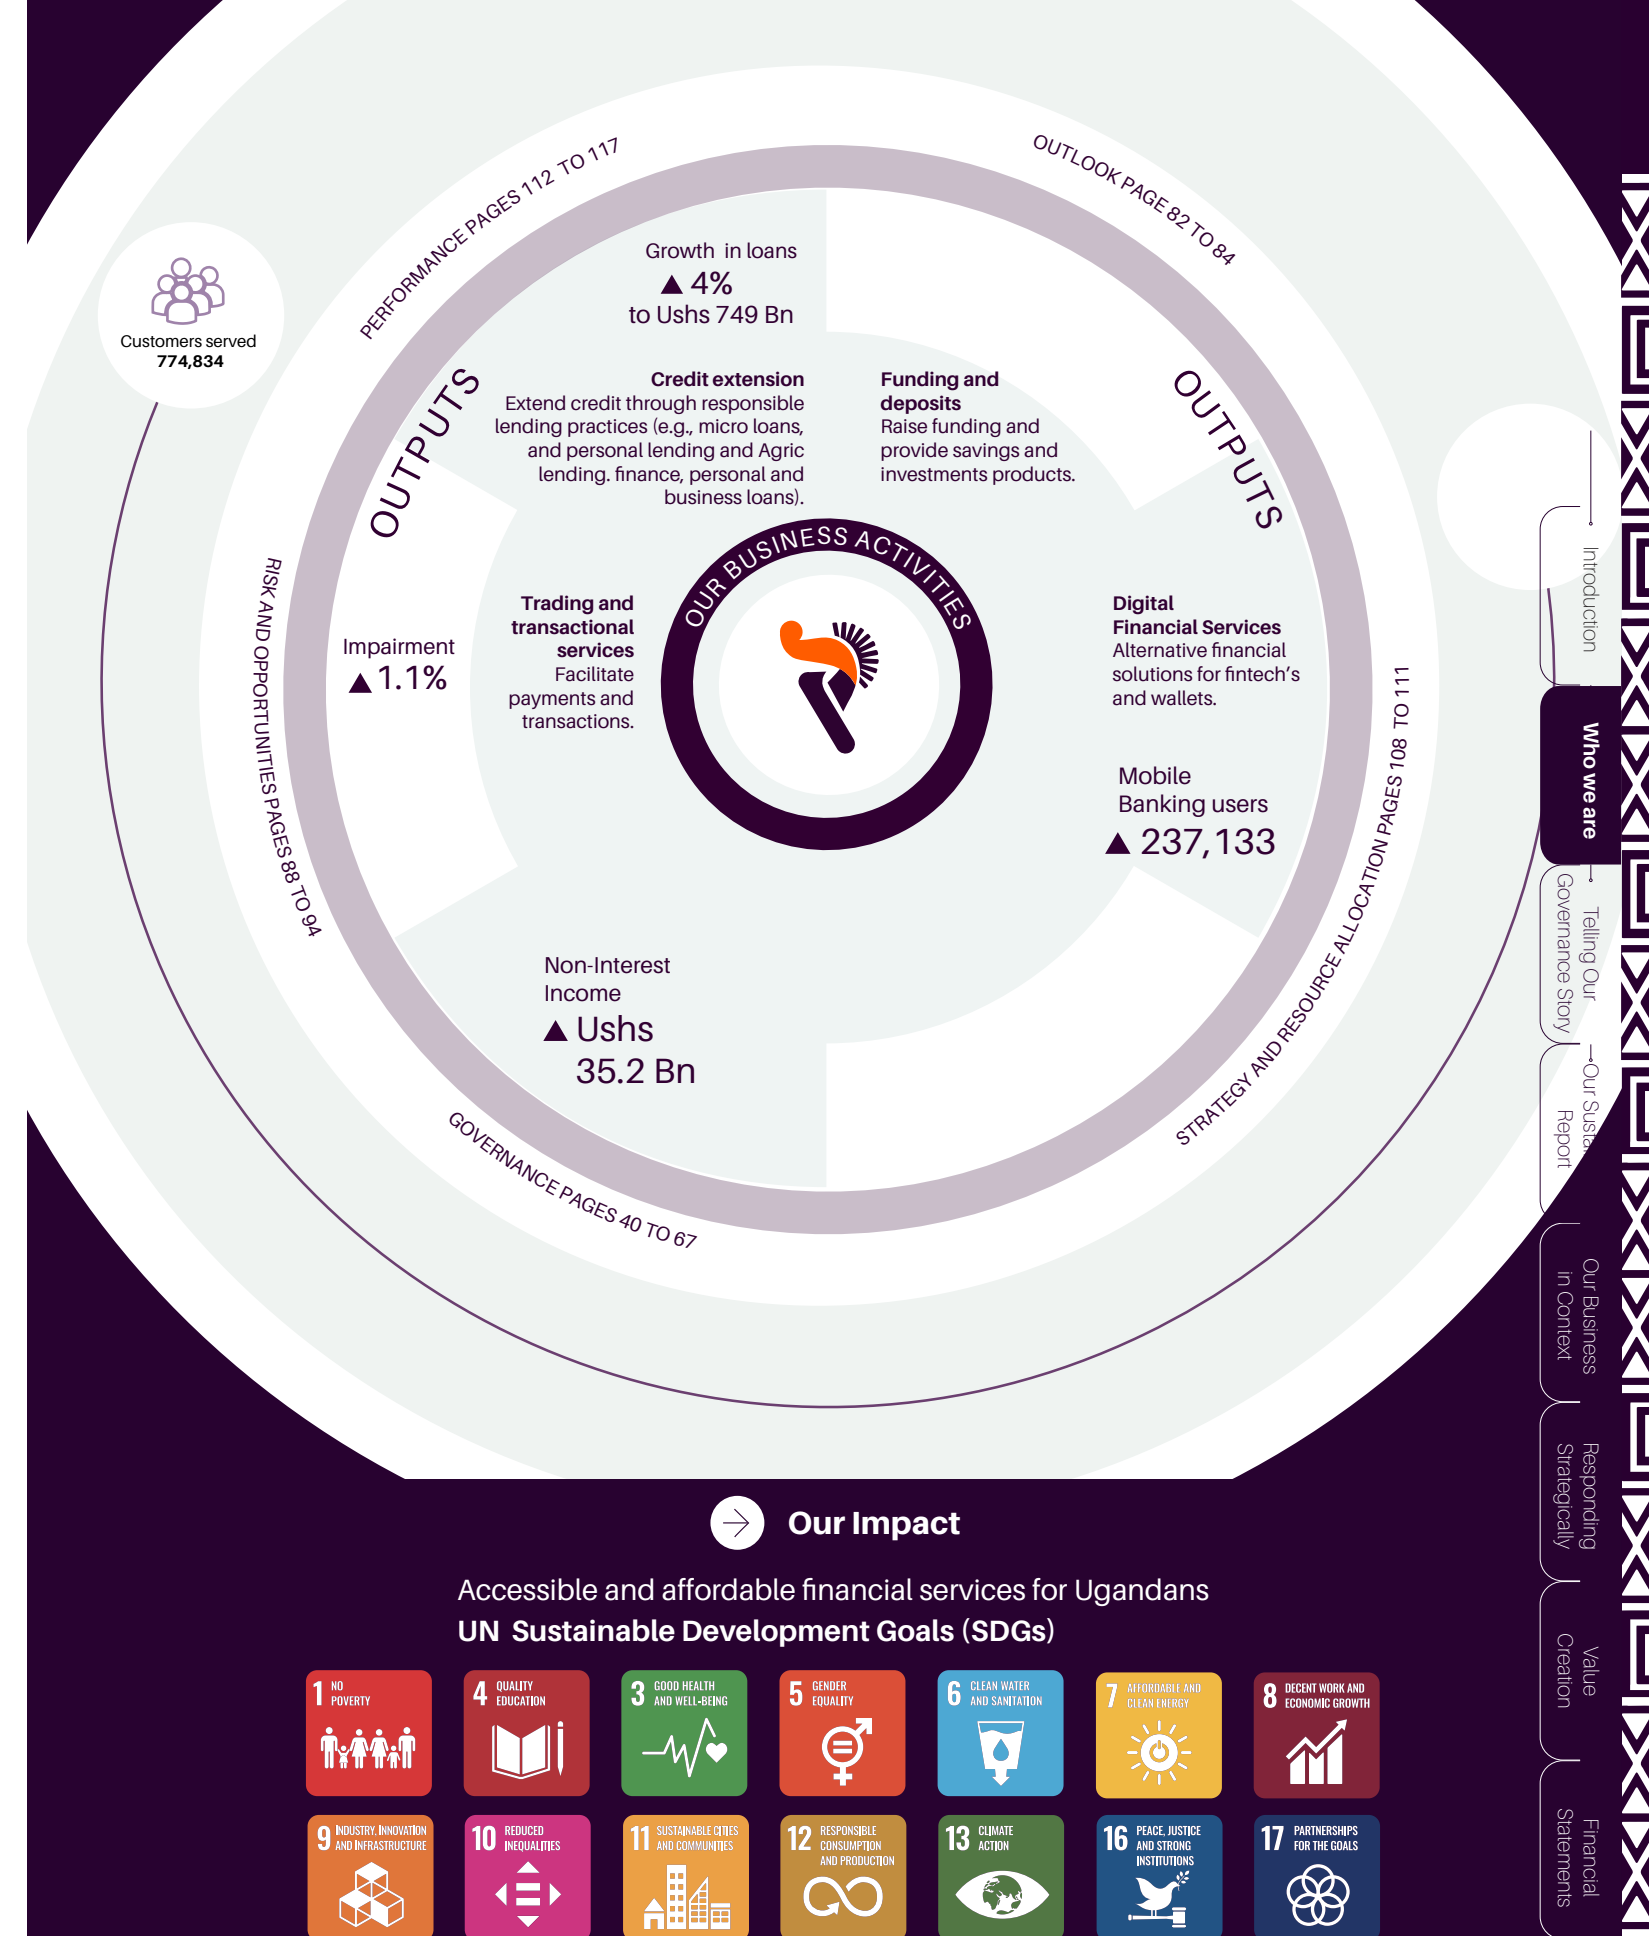 PERFORMANCE PAGES 112 TO 117
OUTLOOK PAGE 82 TO 84
Growth in loans
▲ 4%
to Ushs 749 Bn
Customers served
774,834
OUTPUTS
OUTPUTS
Credit extension
Extend credit through responsible
lending practices (e.g., micro loans,
and personal lending and Agric
lending. finance, personal and
business loans).
Funding and
deposits
Raise funding and
provide savings and
investments products.
OUR BUSINESS ACTIVITIES
RISK AND OPPORTUNITIES PAGES 88 TO 94
Impairment
▲ 1.1%
Trading and
transactional
services
Facilitate
payments and
transactions.
Digital
Financial Services
Alternative financial
solutions for fintech's
and wallets.
Mobile
Banking users
▲ 237,133
STRATEGY AND RESOURCE ALLOCATION PAGES 108 TO 111
Non-Interest
Income
▲ Ushs
35.2 Bn
GOVERNANCE PAGES 40 TO 67
Introduction
Who we are
Telling Our
Governance Story
Our
Report
Our Business
in Context
Responding
Strategically
Value
Creation
Financial
Statements
Our Impact
Accessible and affordable financial services for Ugandans
UN Sustainable Development Goals (SDGs)
1 NO
POVERTY
4 QUALITY
EDUCATION
3 GOOD HEALTH
AND WELL-BEING
5 GENDER
EQUALITY
6 CLEAN WATER
AND SANITATION
7 AFFORDABLE AND
CLEAN ENERGY
8 DECENT WORK AND
ECONOMIC GROWTH
9 INDUSTRY, INNOVATION
AND INFRASTRUCTURE
10 REDUCED
INEQUALITIES
11 SUSTAINABLE CITIES
AND COMMUNITIES
12 RESPONSIBLE
CONSUMPTION
AND PRODUCTION
13 CLIMATE
ACTION
16 PEACE, JUSTICE
AND STRONG
INSTITUTIONS
17 PARTNERSHIPS
FOR THE GOALS